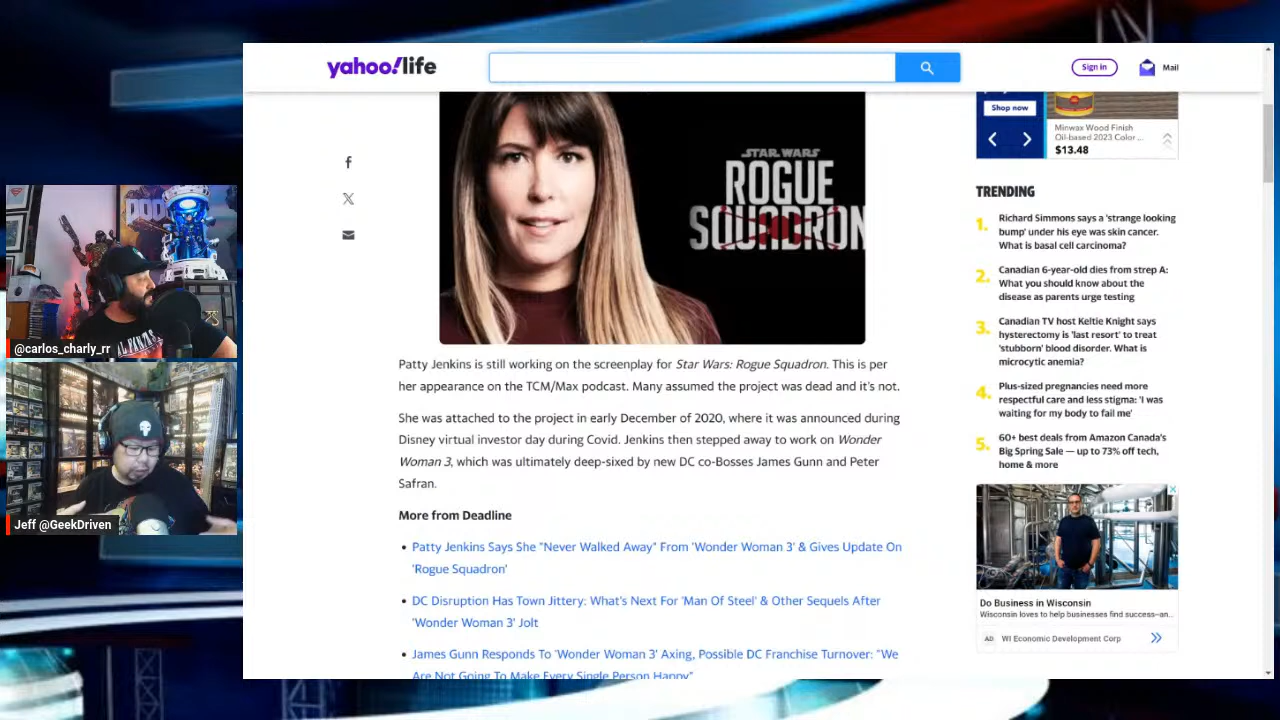 yahoo!life
Sign in
Mail
Shop now
Minwax Wood Finish
Oil-based 2023 Color ...
$13.48
STAR WARS
ROGUE
SQUADRON
Patty Jenkins is still working on the screenplay for Star Wars: Rogue Squadron. This is per
her appearance on the TCM/Max podcast. Many assumed the project was dead and it's not.
She was attached to the project in early December of 2020, where it was announced during
Disney virtual investor day during Covid. Jenkins then stepped away to work on Wonder
Woman 3, which was ultimately deep-sixed by new DC co-Bosses James Gunn and Peter
Safran.
More from Deadline
• Patty Jenkins Says She "Never Walked Away" From 'Wonder Woman 3' & Gives Update On
'Rogue Squadron'
• DC Disruption Has Town Jittery: What's Next For 'Man Of Steel' & Other Sequels After
'Wonder Woman 3' Jolt
• James Gunn Responds To 'Wonder Woman 3' Axing, Possible DC Franchise Turnover: "We
Are Not Going To Make Every Single Person Happy"
TRENDING
1. Richard Simmons says a 'strange looking
bump' under his eye was skin cancer.
What is basal cell carcinoma?
2. Canadian 6-year-old dies from strep A:
What you should know about the
disease as parents urge testing
3. Canadian TV host Keltie Knight says
hysterectomy is 'last resort' to treat
'stubborn' blood disorder. What is
microcytic anemia?
4. Plus-sized pregnancies need more
respectful care and less stigma: 'I was
waiting for my body to fail me'
5. 60+ best deals from Amazon Canada's
Big Spring Sale — up to 73% off tech,
home & more
Do Business in Wisconsin
Wisconsin loves to help businesses find success—an...
AD WI Economic Development Corp
@carlos_charly_rr
Jeff @GeekDriven